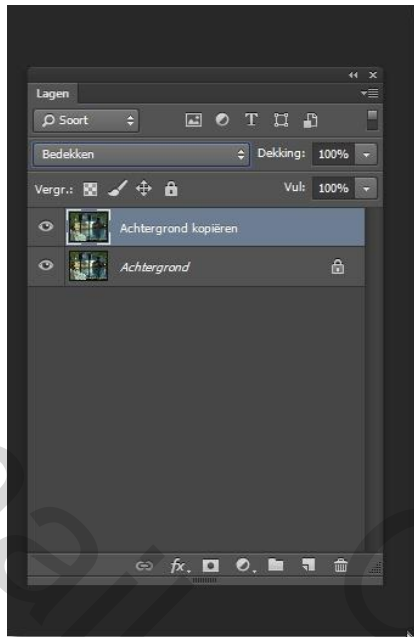 Lagen
Soort
Bedekken Dekking: 100%
Vergr.: Vul: 100%
Achtergrond kopiëren
Achtergrond
fx.